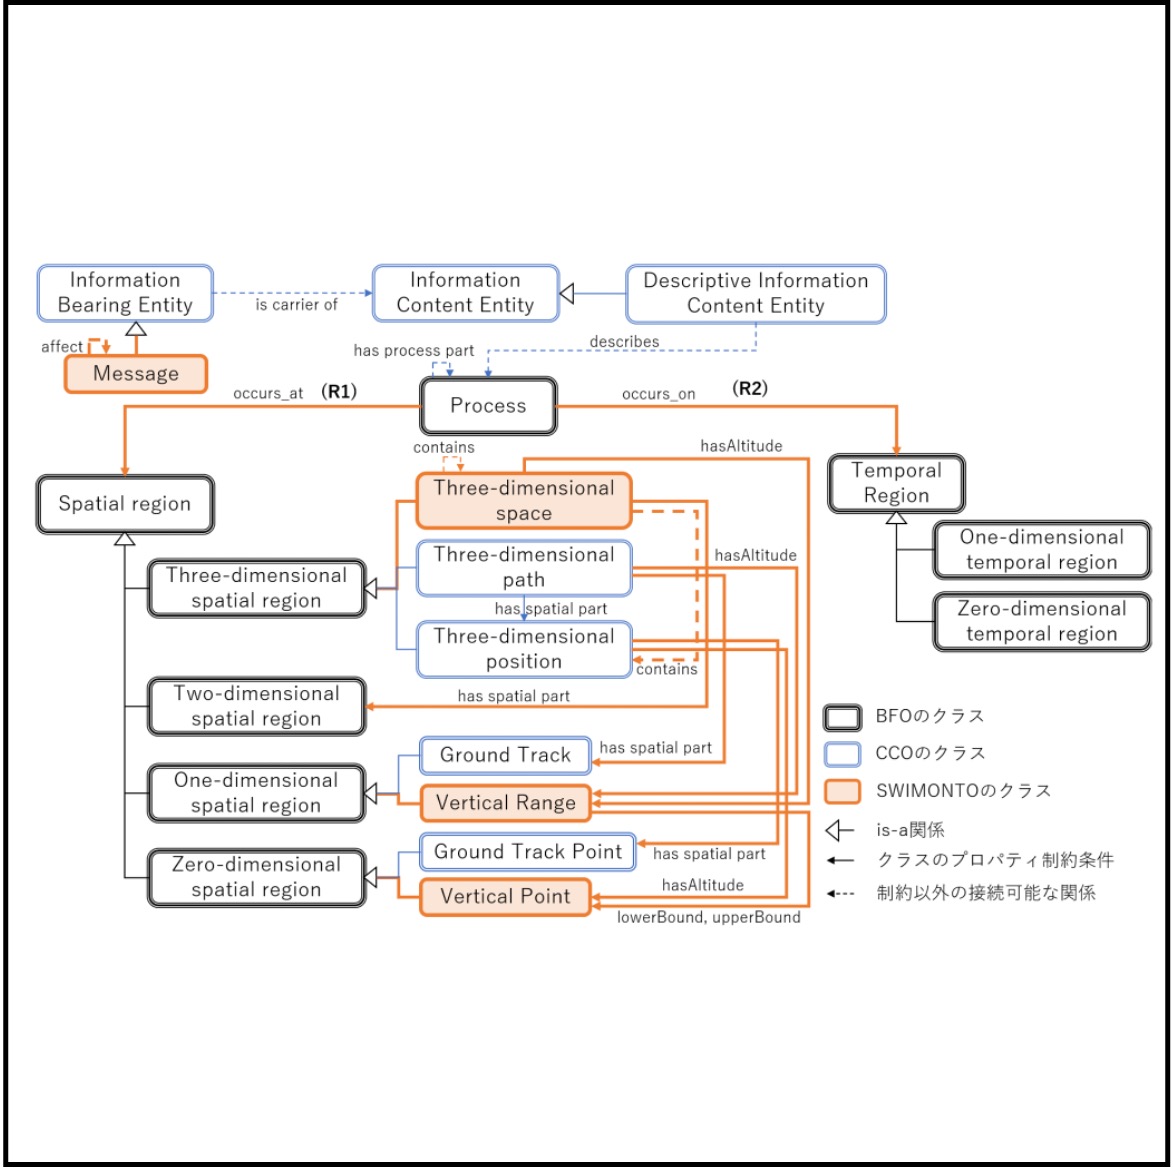 Information
Bearing Entity
is carrier of
Information
Content Entity
Descriptive Information
Content Entity
affect
Message
has process part
describes
occurs_at (R1)
Process
occurs_on (R2)
contains
hasAltitude
Spatial region
Three-dimensional
space
Temporal
Region
Three-dimensional
spatial region
Three-dimensional
path
hasAltitude
One-dimensional
temporal region
has spatial part
Zero-dimensional
temporal region
Three-dimensional
position
contains
Two-dimensional
spatial region
has spatial part
BFOのクラス
Ground Track
has spatial part
CCOのクラス
One-dimensional
spatial region
Vertical Range
SWIMONTOのクラス
is-a関係
Zero-dimensional
spatial region
Ground Track Point
has spatial part
クラスのプロパティ制約条件
Vertical Point
hasAltitude
制約以外の接続可能な関係
lowerBound, upperBound